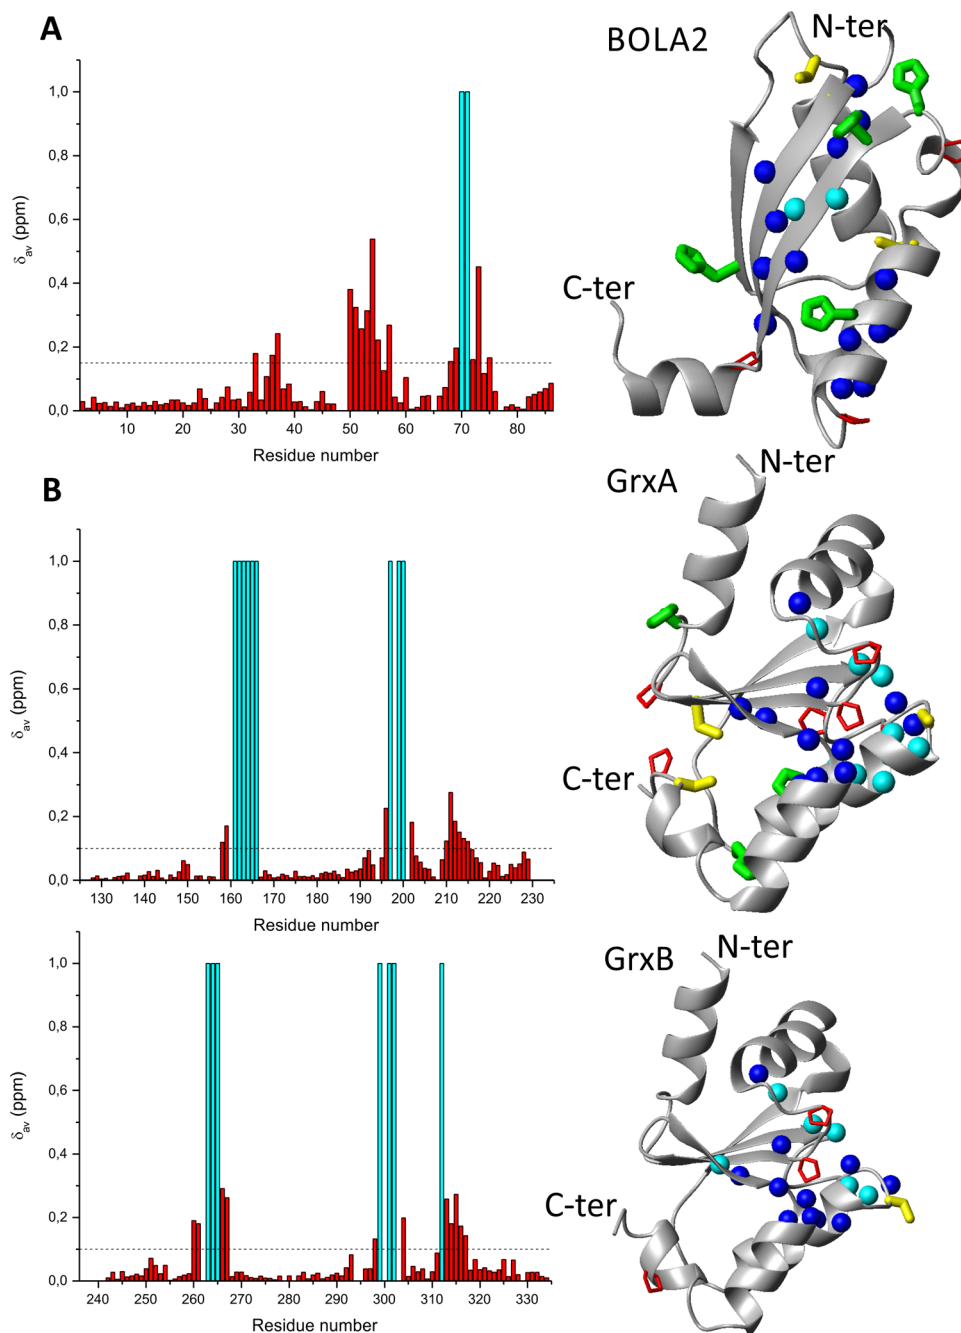 A
BOLA2
N-ter
C-ter
δav (ppm)
1,0
0,8
0,6
0,4
0,2
0,0
10 20 30 40 50 60 70 80
Residue number
B
GrxA
N-ter
C-ter
δav (ppm)
1,0
0,8
0,6
0,4
0,2
0,0
130 140 150 160 170 180 190 200 210 220 230
Residue number
GrxB
N-ter
C-ter
δav (ppm)
1,0
0,8
0,6
0,4
0,2
0,0
240 250 260 270 280 290 300 310 320 330
Residue number